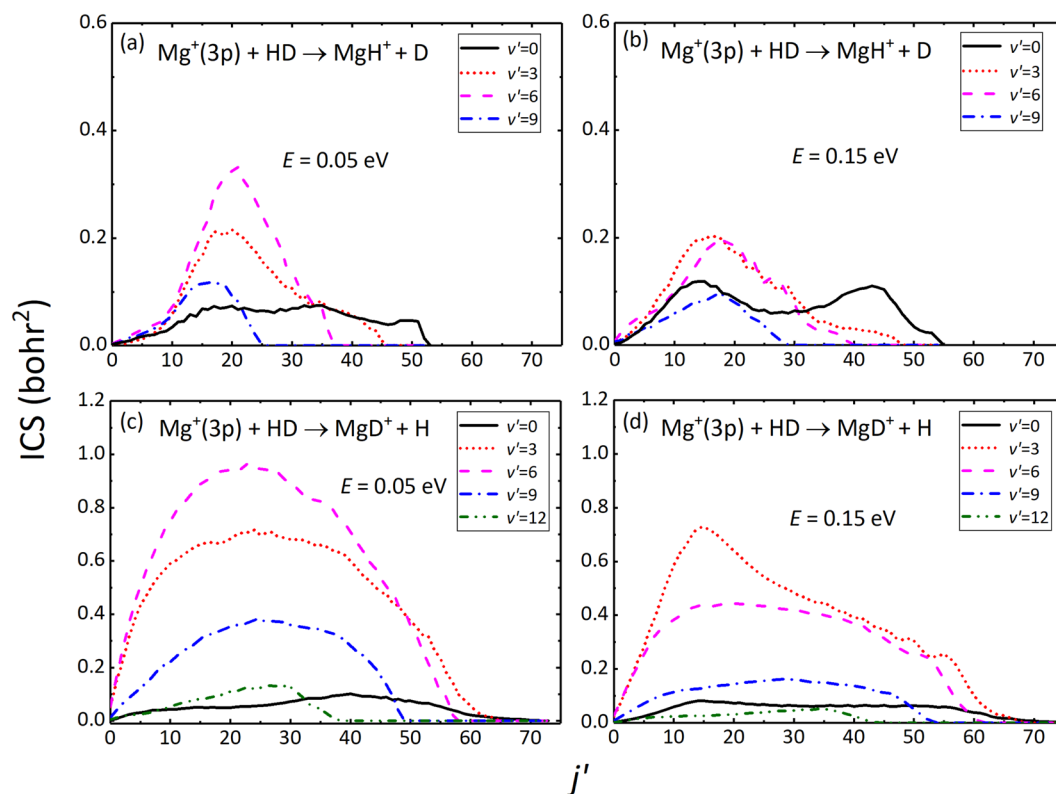 ICS (bohr²)
(a) Mg⁺(3p) + HD → MgH⁺ + D
v'=0
v'=3
v'=6
v'=9
E = 0.05 eV
0.6
0.4
0.2
0.0
0 10 20 30 40 50 60 70
(b) Mg⁺(3p) + HD → MgH⁺ + D
v'=0
v'=3
v'=6
v'=9
E = 0.15 eV
0.6
0.4
0.2
0.0
0 10 20 30 40 50 60 70
(c) Mg⁺(3p) + HD → MgD⁺ + H
v'=0
v'=3
v'=6
v'=9
v'=12
E = 0.05 eV
1.2
1.0
0.8
0.6
0.4
0.2
0.0
0 10 20 30 40 50 60 70
(d) Mg⁺(3p) + HD → MgD⁺ + H
v'=0
v'=3
v'=6
v'=9
v'=12
E = 0.15 eV
1.2
1.0
0.8
0.6
0.4
0.2
0.0
0 10 20 30 40 50 60 70
j'